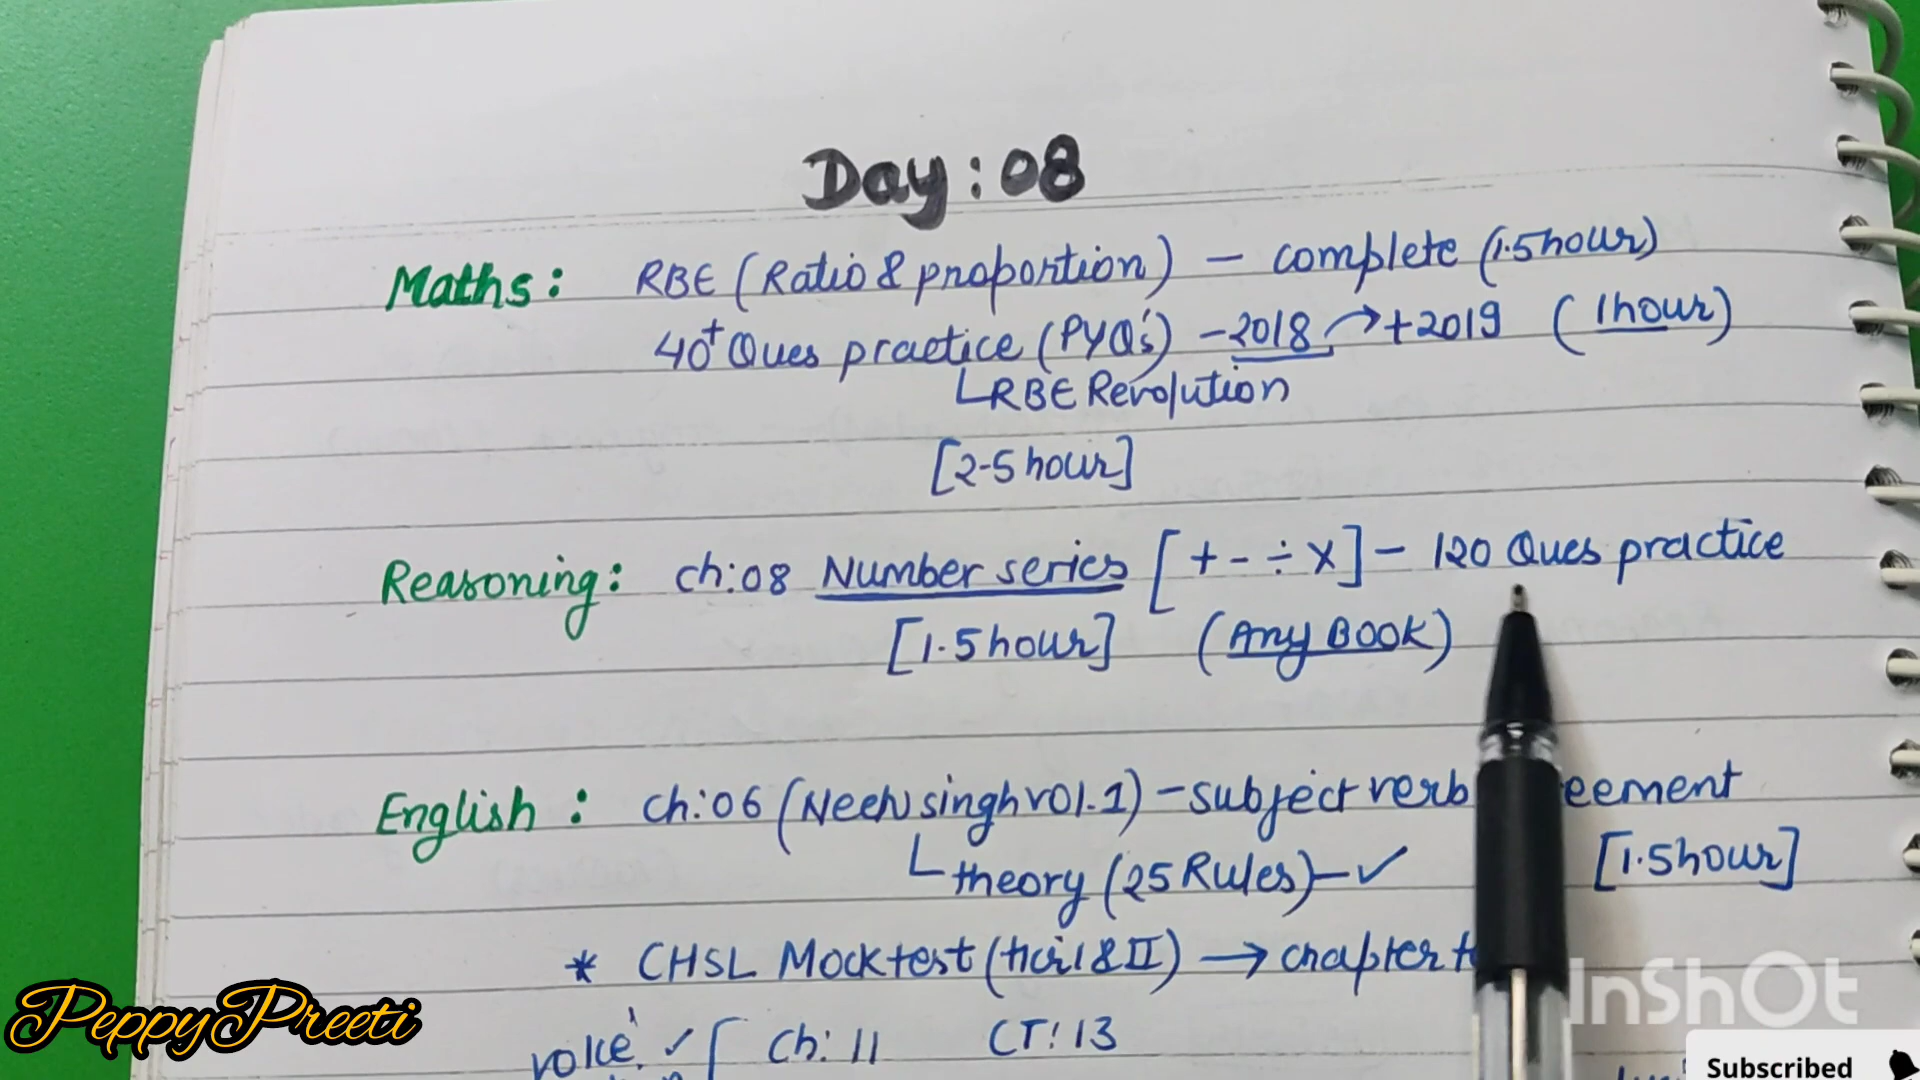 Day : 08
Maths : RBE (Ratio & proportion) - complete (1.5 hour)
40+ Ques practice (PYQ's) - 2018 → + 2019 (1 hour)
RBE Revolution
[2-5 hour]
Reasoning : ch:08 Number series [+ - ÷ x] - 120 Ques practice
[1.5 hour] (Any BOOK)
English : ch:06 (Neetu singh vol.1) - subject verb eement
theory (25 Rules) - ✓ [1.5 hour]
* CHSL Mock test (tier I & II) → chapter
InShOt
PeppyPreeti
voice ✓ [ Ch: 11 CT: 13
Subscribed